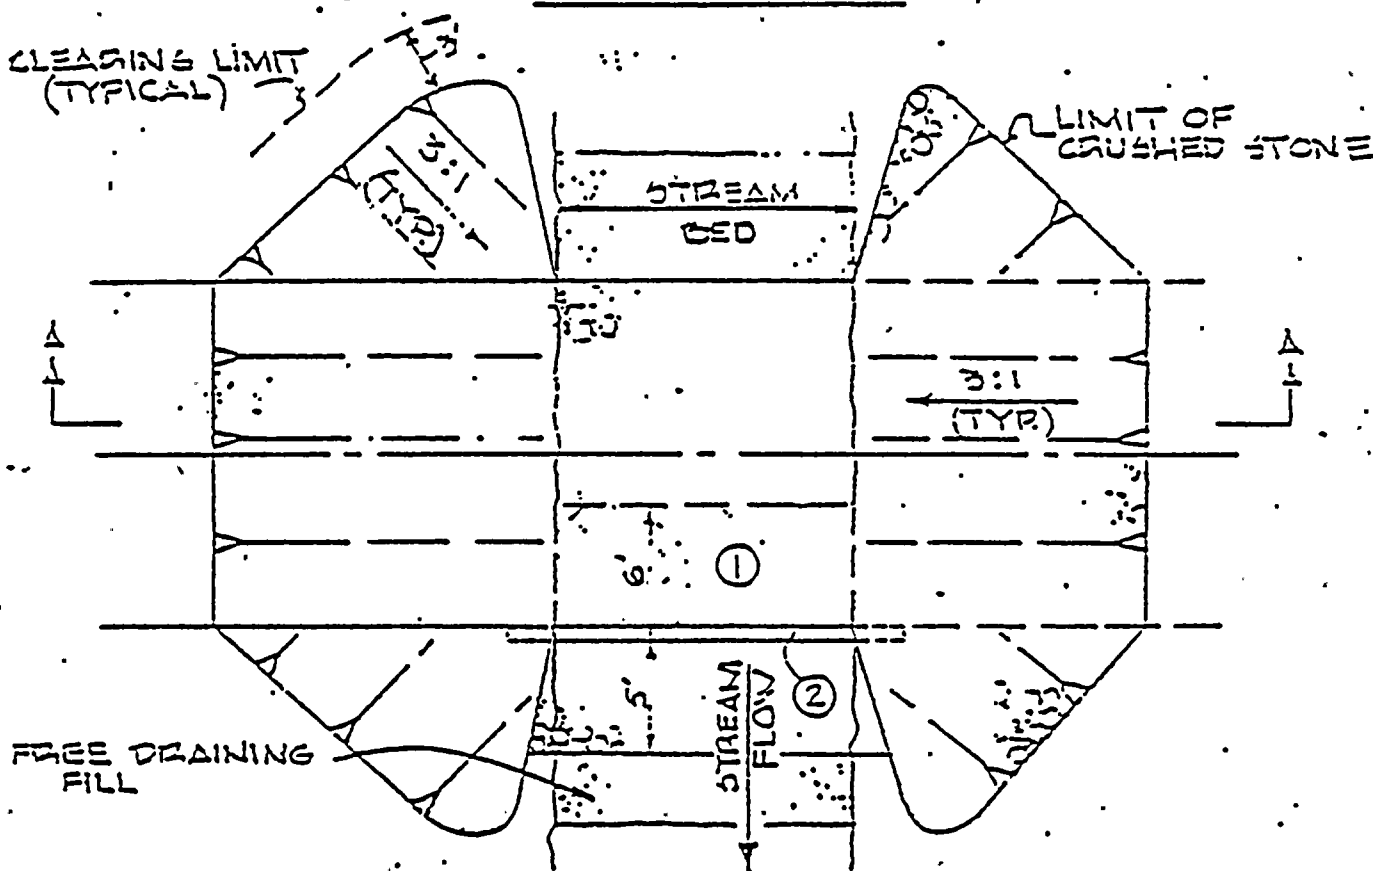 CLEARING LIMIT
(TYPICAL)
3'
3:1
(TYP.)
STREAM
BED
LIMIT OF
CRUSHED STONE
A
A
3:1
(TYP.)
6'
1
2
5'
STREAM
FLOW
FREE DRAINING
FILL